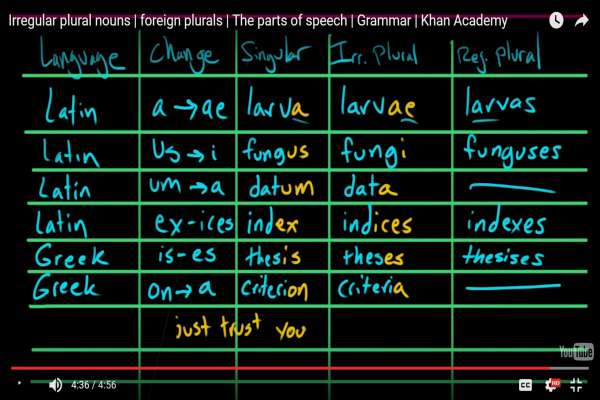 Irregular plural nouns | foreign plurals | The parts of speech | Grammar | Khan Academy
Language Change Singular Irr. Plural Reg. Plural
Latin a → ae larva larvae larvas
Latin us → i fungus fungi funguses
Latin um → a datum data ——
Latin ex-ices index indices indexes
Greek is-es thesis theses thesises
Greek on → a criterion criteria ——
just trust you
YouTube
4:36 / 4:56 CC HD